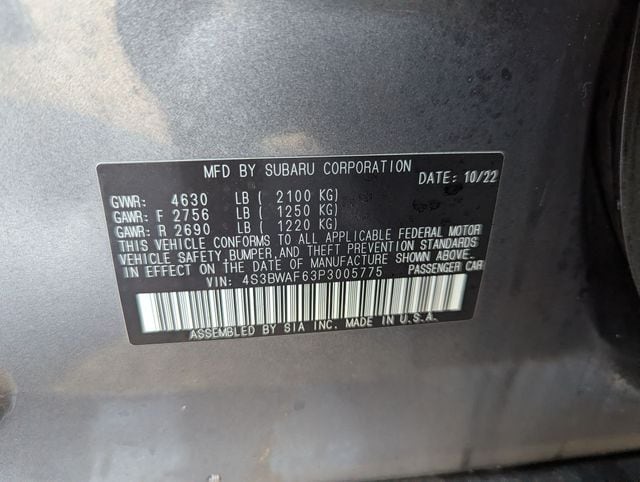 MFD BY SUBARU CORPORATION
DATE: 10/22
GVWR: 4630 LB ( 2100 KG)
GAWR: F 2756 LB ( 1250 KG)
GAWR: R 2690 LB ( 1220 KG)
THIS VEHICLE CONFORMS TO ALL APPLICABLE FEDERAL MOTOR
VEHICLE SAFETY, BUMPER, AND THEFT PREVENTION STANDARDS
IN EFFECT ON THE DATE OF MANUFACTURE SHOWN ABOVE.
VIN: 4S3BWAF63P3005775 PASSENGER CAR
ASSEMBLED BY SIA INC. MADE IN U.S.A.